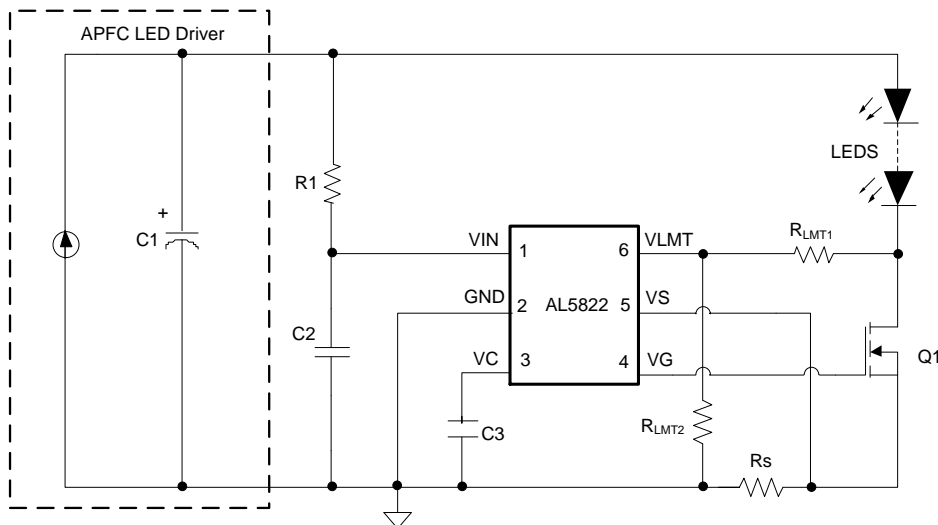 APFC LED Driver
LEDS
R1
+
C1
RLMT1
VIN
1
6
VLMT
GND
2
AL5822
5
VS
C2
VC
3
4
VG
Q1
C3
RLMT2
Rs